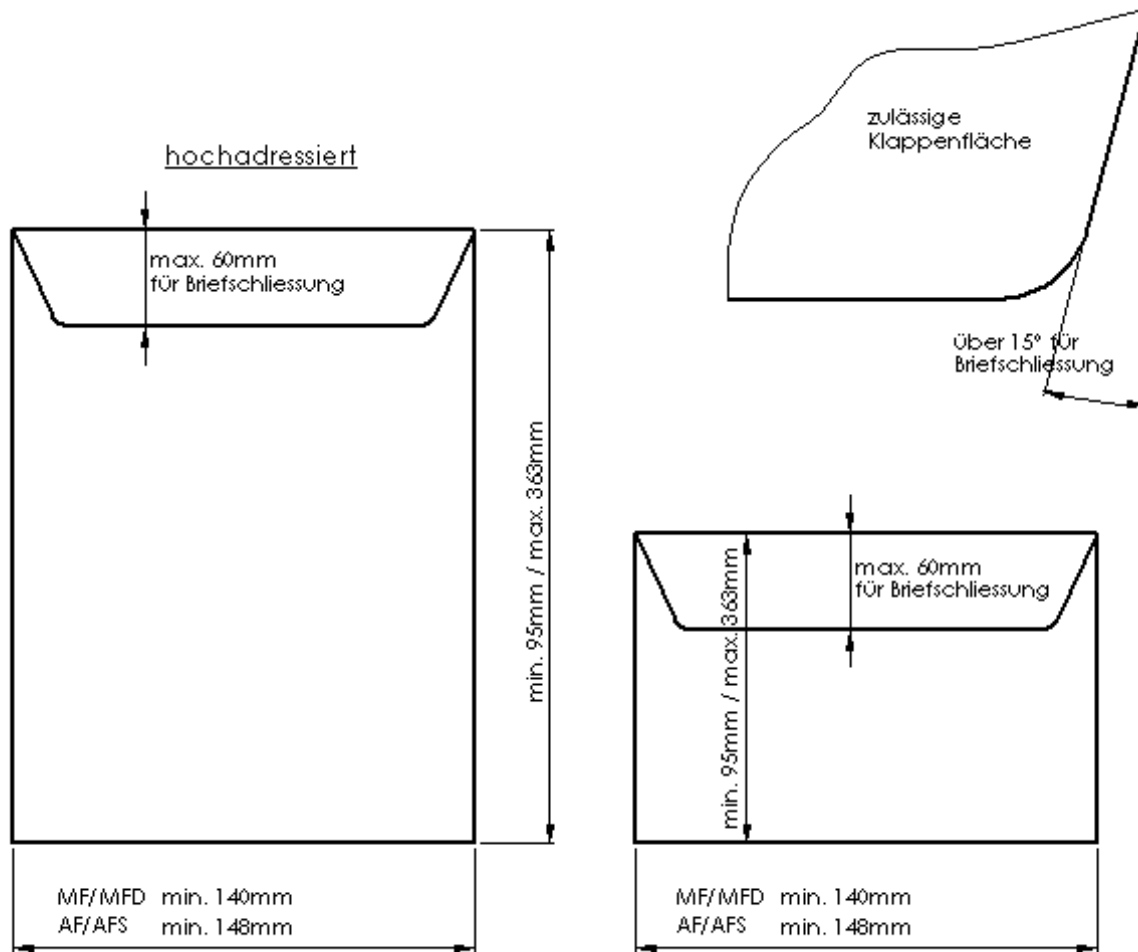 hochadressiert
max. 60mm
für Briefschliessung
min. 95mm / max. 363mm
MF/MFD min. 140mm
AF/AFS min. 148mm
zulässige
Klappenfläche
über 15° für
Briefschliessung
max. 60mm
für Briefschliessung
min. 95mm / max. 363mm
MF/MFD min. 140mm
AF/AFS min. 148mm